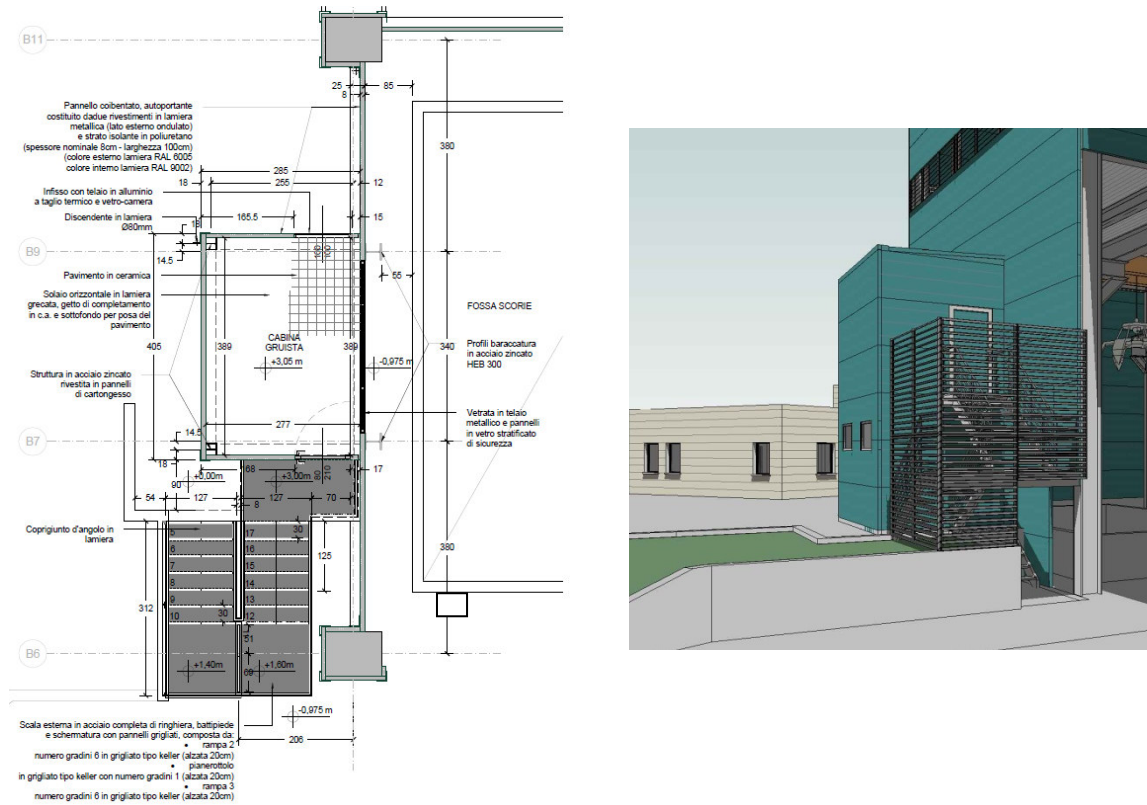 B11
25
85
8
Pannello coibentato, autoportante
costituito dadue rivestimenti in lamiera
metallica (lato esterno ondulato)
e strato isolante in poliuretano
(spessore nominale 8cm - larghezza 100cm)
(colore esterno lamiera RAL 6005
colore interno lamiera RAL 9002)
380
285
18
255
12
Infisso con telaio in alluminio
a taglio termico e vetro-camera
165.5
15
Discendente in lamiera
Ø80mm
18
B9
14.5
100
100
55
Pavimento in ceramica
Solaio orizzontale in lamiera
grecata, getto di completamento
in c.a. e sottofondo per posa del
pavimento
FOSSA SCORIE
CABINA
GRUISTA
405
389
389
340
Profili baraccatura
in acciaio zincato
HEB 300
+3,05 m
-0,975 m
Struttura in acciaio zincato
rivestita in pannelli
di cartongesso
Vetrata in telaio
metallico e pannelli
in vetro stratificato
di sicurezza
277
14.5
B7
18
68
80
210
17
+3,00m
90
54
127
127
70
8
Coprigiunto d'angolo in
lamiera
30
125
380
5
17
6
16
7
15
8
14
9
13
10
12
30
312
51
B6
+1,40m
+1,60m
69
-0,975 m
206
Scala esterna in acciaio completa di ringhiera, battipiede
e schermatura con pannelli grigliati, composta da:
• rampa 2
numero gradini 6 in grigliato tipo keller (alzata 20cm)
• pianerottolo
in grigliato tipo keller con numero gradini 1 (alzata 20cm)
• rampa 3
numero gradini 6 in grigliato tipo keller (alzata 20cm)